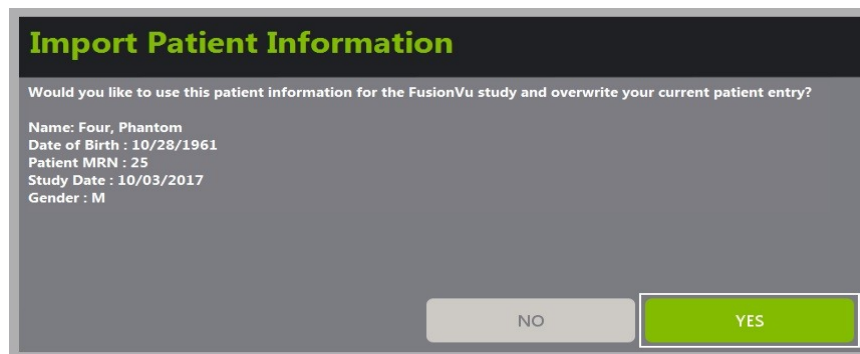 Import Patient Information
Would you like to use this patient information for the FusionVu study and overwrite your current patient entry?
Name: Four, Phantom
Date of Birth : 10/28/1961
Patient MRN : 25
Study Date : 10/03/2017
Gender : M
NO
YES